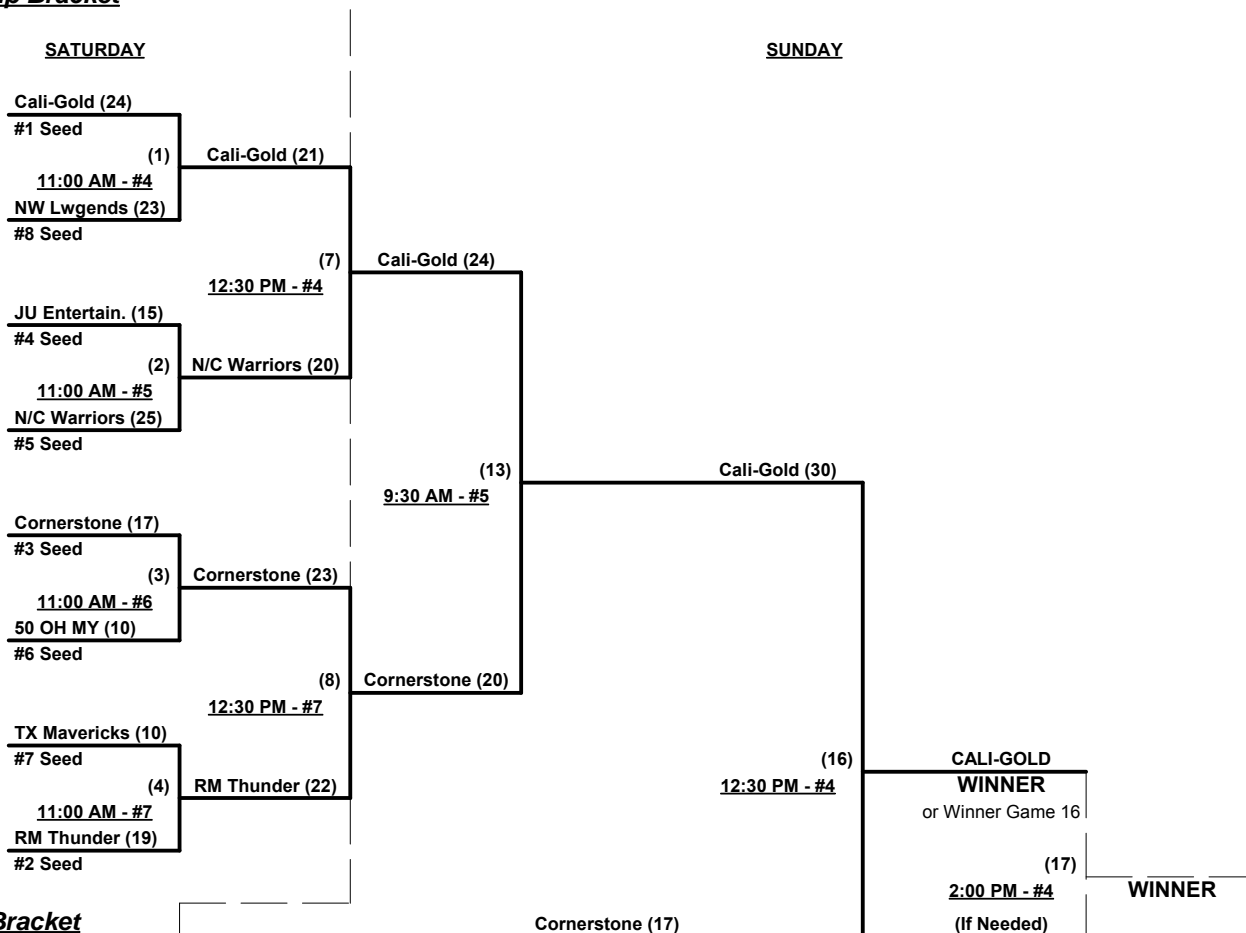 SATURDAY
SUNDAY
Cali-Gold (24)
#1 Seed
(1)
Cali-Gold (21)
11:00 AM - #4
NW Lwgends (23)
#8 Seed
(7)
Cali-Gold (24)
12:30 PM - #4
JU Entertain. (15)
#4 Seed
(2)
N/C Warriors (20)
11:00 AM - #5
N/C Warriors (25)
#5 Seed
(13)
Cali-Gold (30)
9:30 AM - #5
Cornerstone (17)
#3 Seed
(3)
Cornerstone (23)
11:00 AM - #6
50 OH MY (10)
#6 Seed
(8)
Cornerstone (20)
12:30 PM - #7
TX Mavericks (10)
#7 Seed
(4)
RM Thunder (22)
11:00 AM - #7
RM Thunder (19)
#2 Seed
(16)
CALI-GOLD
12:30 PM - #4
WINNER
or Winner Game 16
(17)
2:00 PM - #4
WINNER
(If Needed)
Bracket
Cornerstone (17)